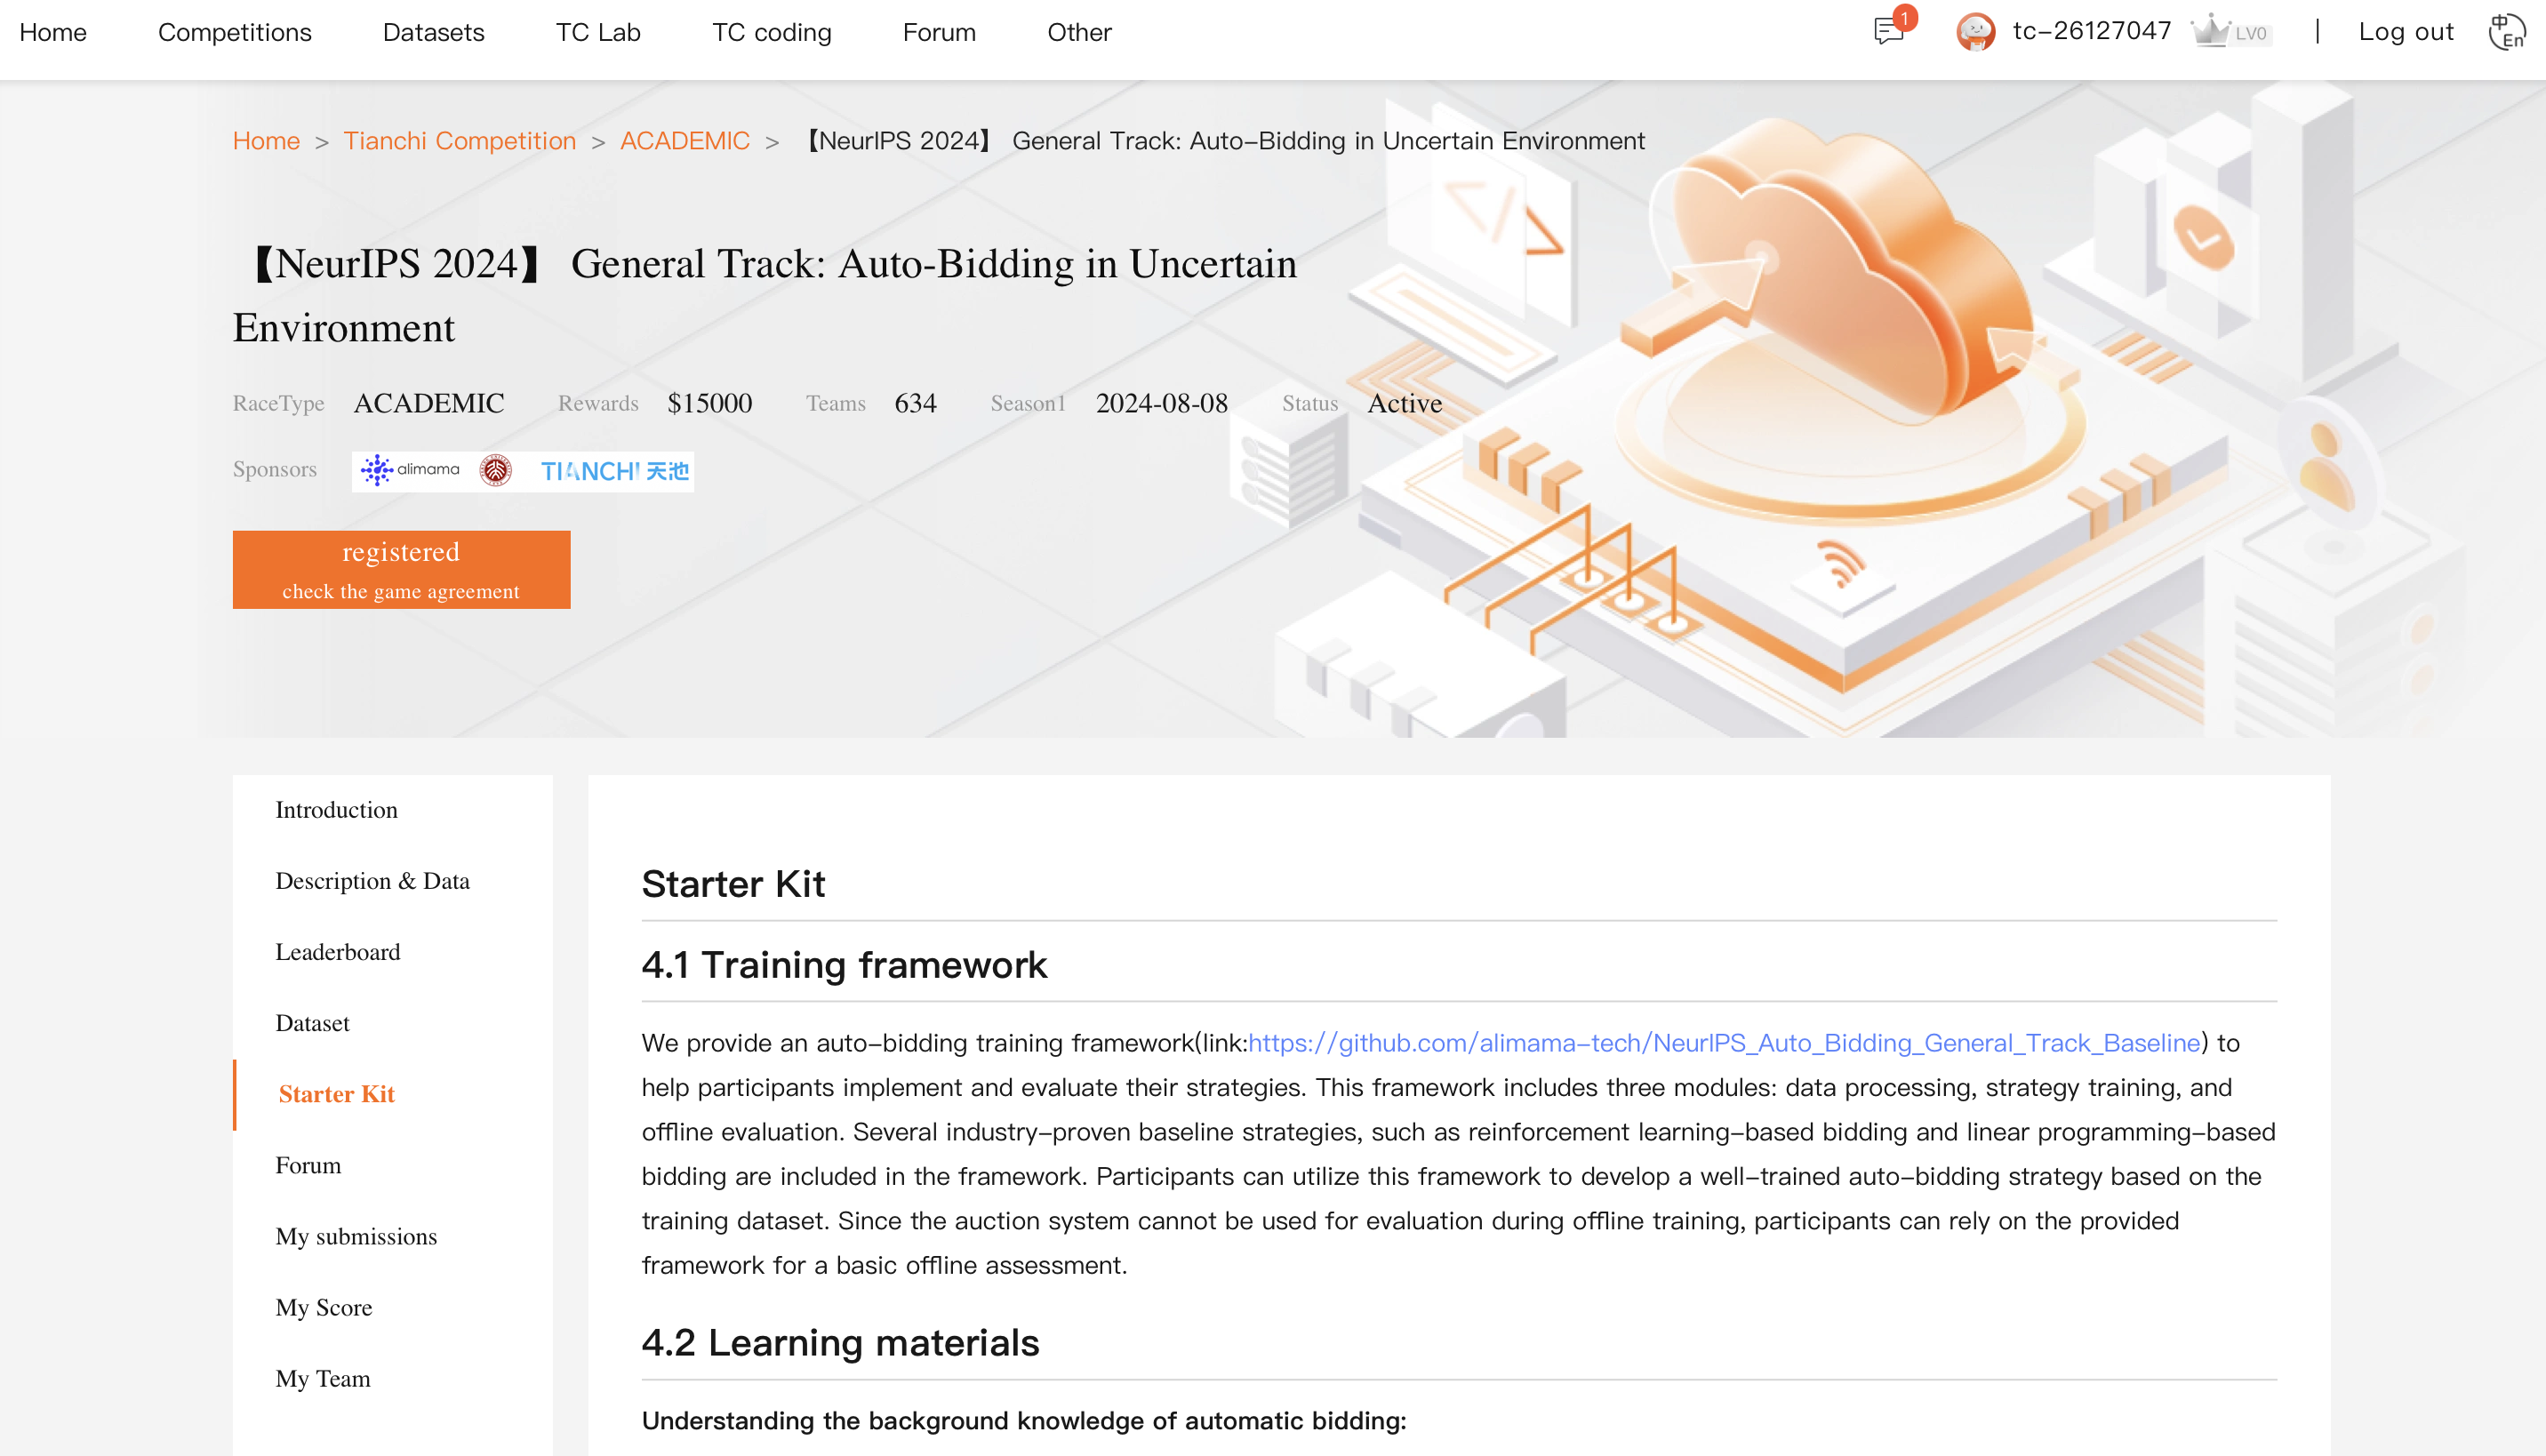 Home Competitions Datasets TC Lab TC coding Forum Other 1 tc-26127047 LV0 | Log out 中 En
Home > Tianchi Competition > ACADEMIC > 【NeurIPS 2024】 General Track: Auto-Bidding in Uncertain Environment
【NeurIPS 2024】 General Track: Auto-Bidding in Uncertain
Environment
RaceType ACADEMIC Rewards $15000 Teams 634 Season1 2024-08-08 Status Active
Sponsors alimama TIANCHI 天池
registered
check the game agreement
Introduction
Description & Data
Leaderboard
Dataset
Starter Kit
Forum
My submissions
My Score
My Team
Starter Kit
4.1 Training framework
We provide an auto-bidding training framework(link:https://github.com/alimama-tech/NeurIPS_Auto_Bidding_General_Track_Baseline) to
help participants implement and evaluate their strategies. This framework includes three modules: data processing, strategy training, and
offline evaluation. Several industry-proven baseline strategies, such as reinforcement learning-based bidding and linear programming-based
bidding are included in the framework. Participants can utilize this framework to develop a well-trained auto-bidding strategy based on the
training dataset. Since the auction system cannot be used for evaluation during offline training, participants can rely on the provided
framework for a basic offline assessment.
4.2 Learning materials
Understanding the background knowledge of automatic bidding: